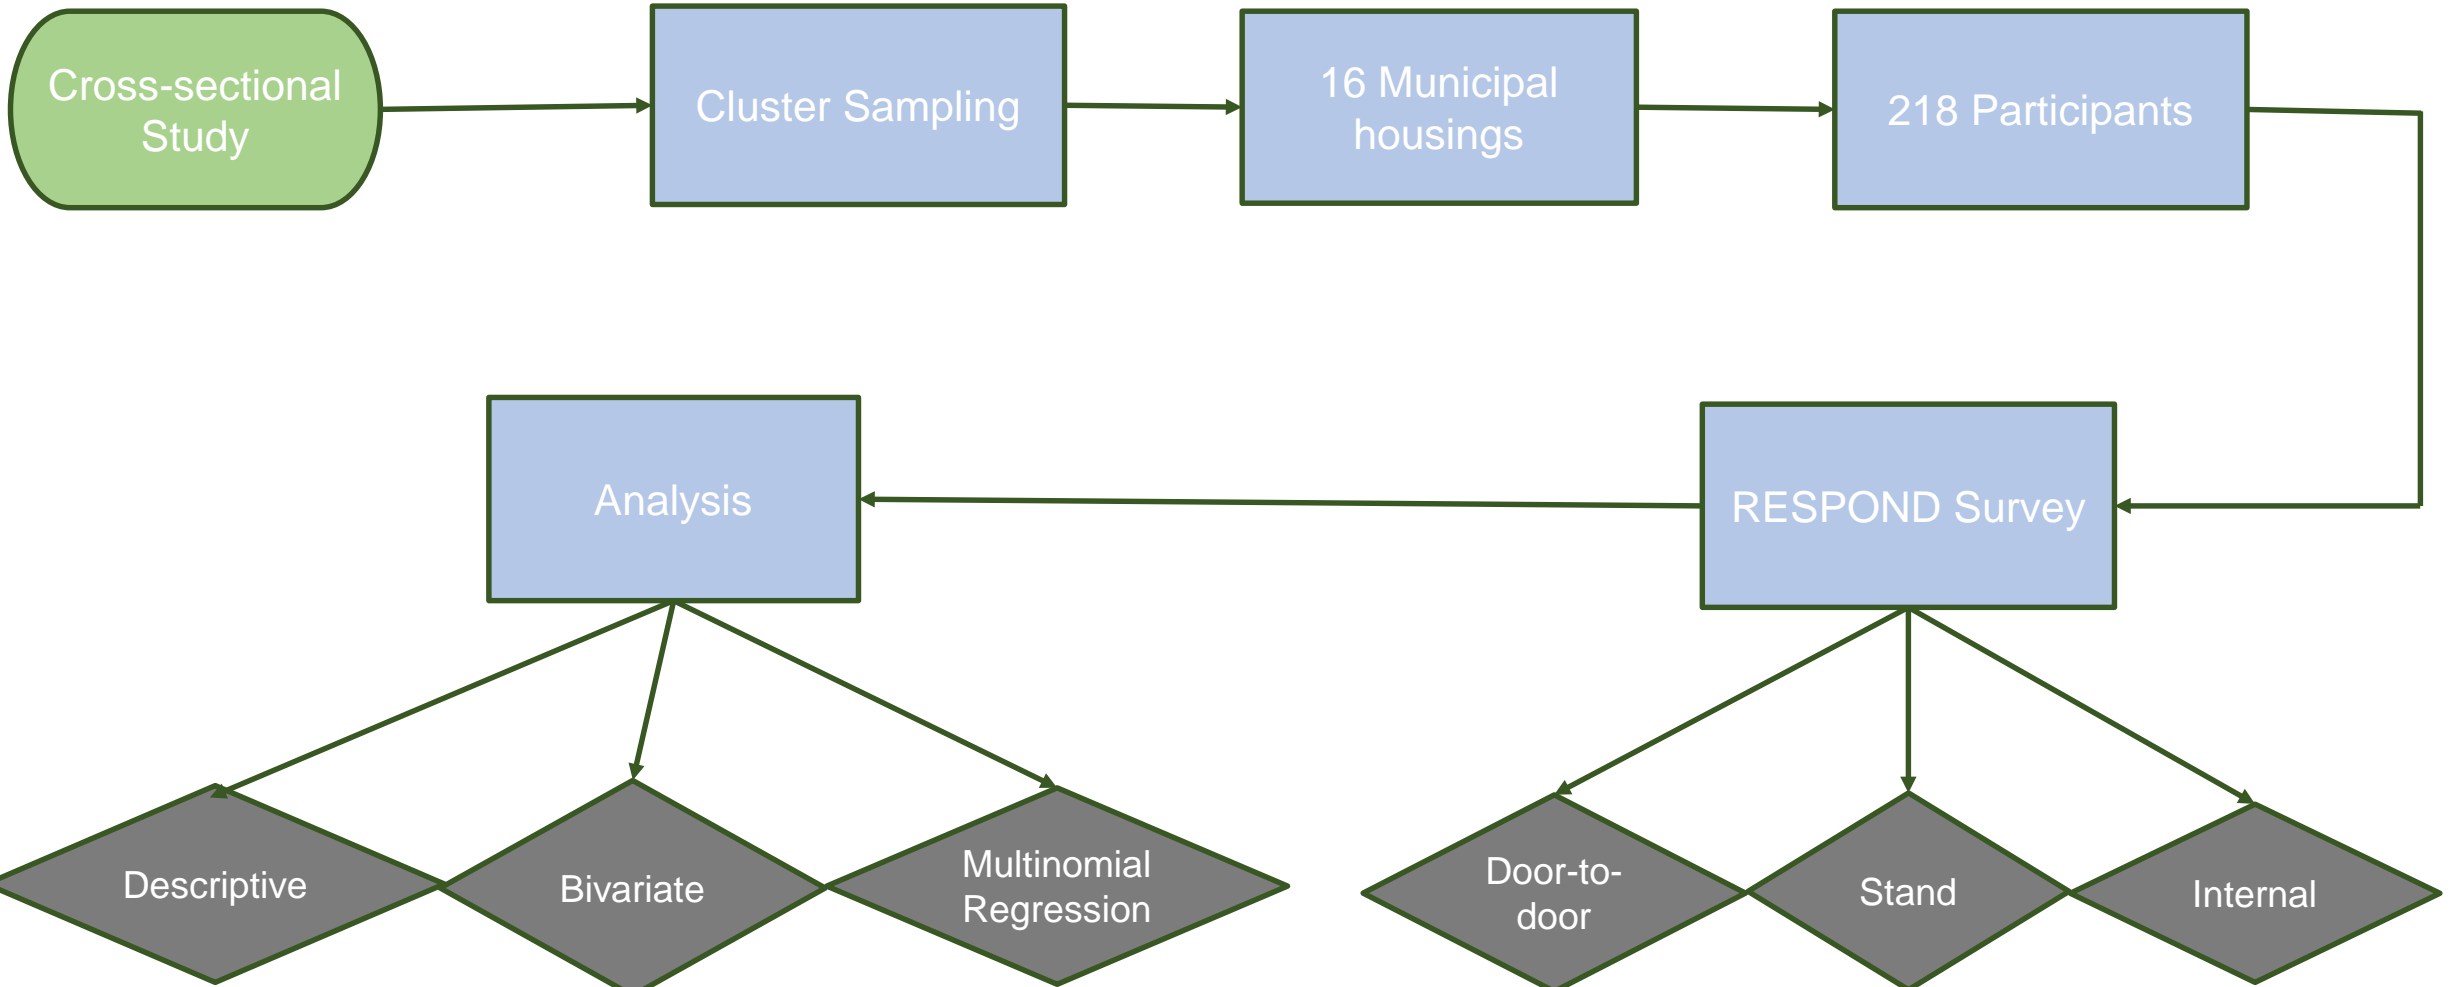 Cross-sectional
Study
Cluster Sampling
16 Municipal
housings
218 Participants
Analysis
RESPOND Survey
Descriptive
Bivariate
Multinomial
Regression
Door-to-
door
Stand
Internal